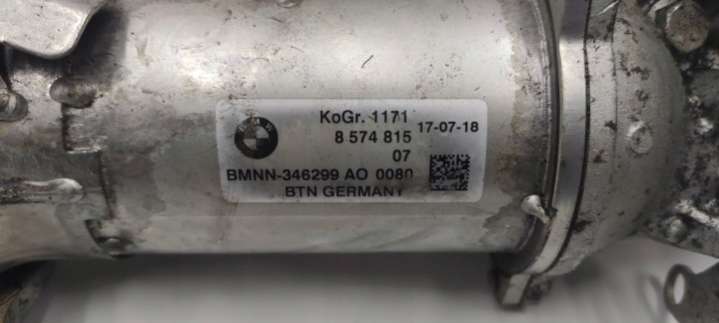 KoGr. 1171
8 574 815 17-07-18
07
BMNN-346299 AO 0080
BTN GERMANY